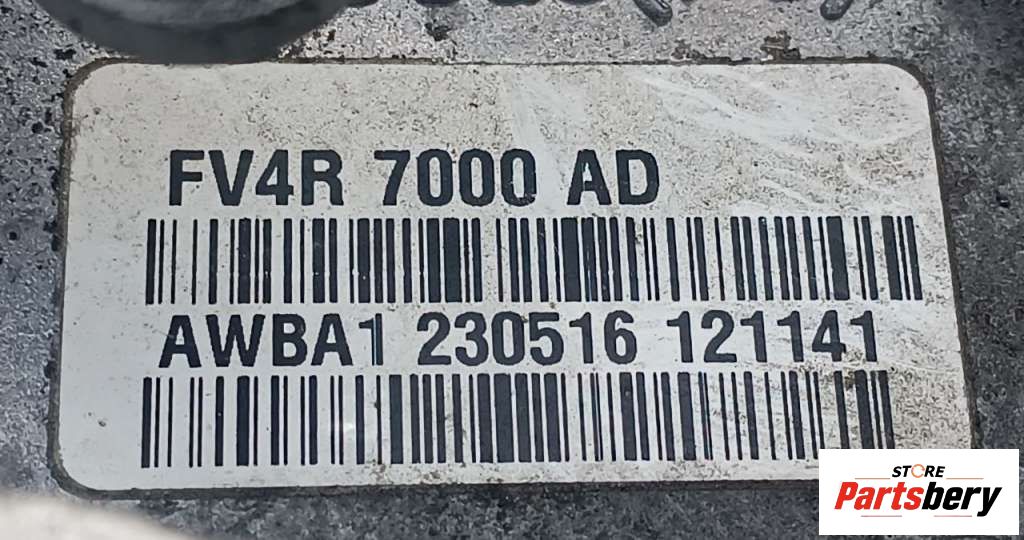 FV4R 7000 AD
AWBA1 230516 121141
STORE
Partsbery